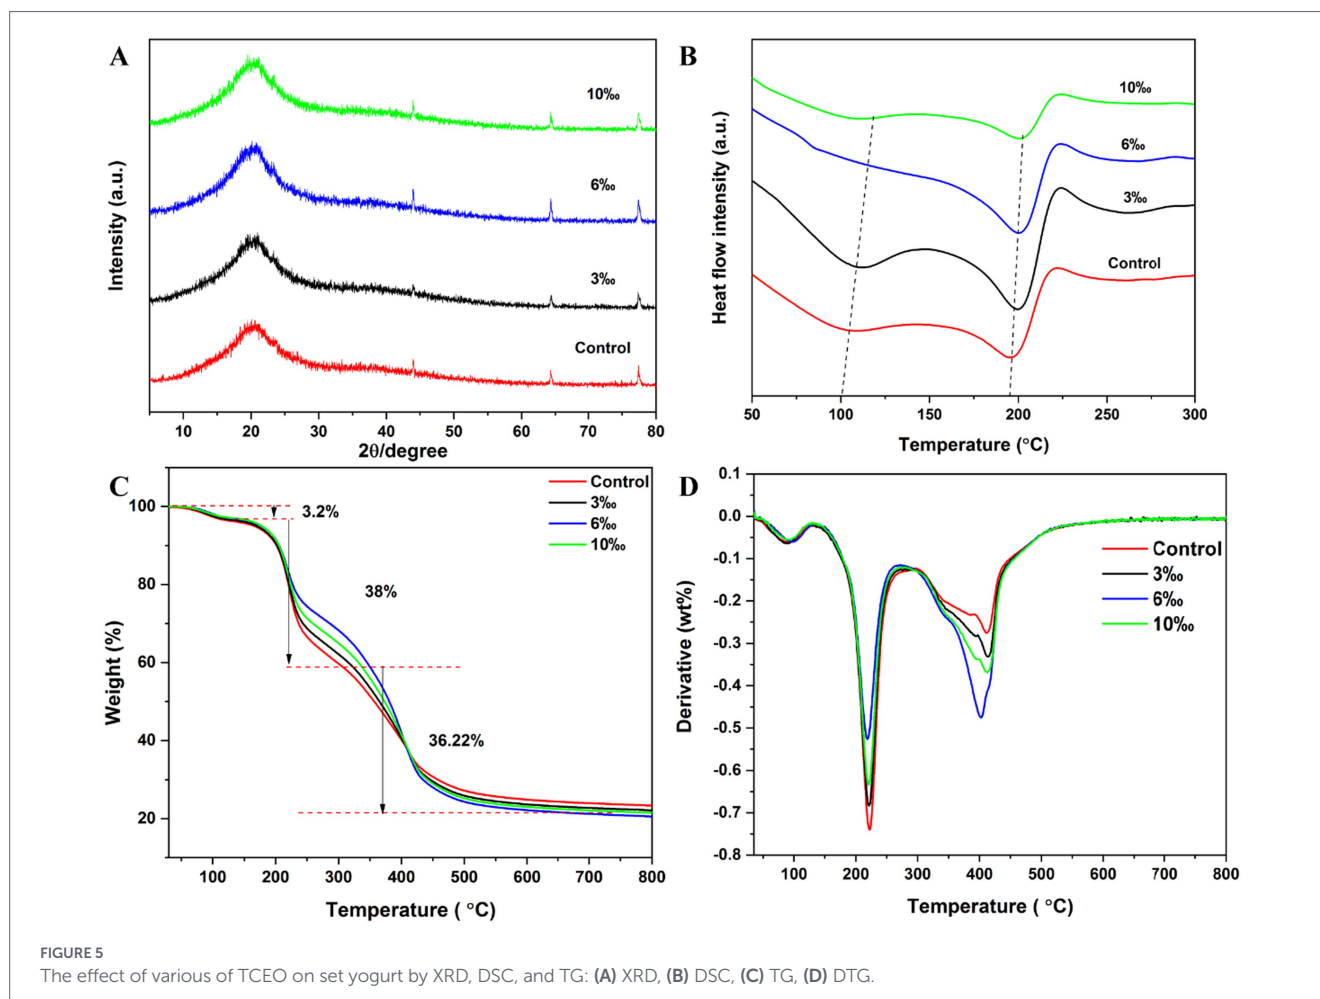 A
10‰
6‰
3‰
Control
Intensity (a.u.)
10 20 30 40 50 60 70 80
2θ/degree
B
10‰
6‰
3‰
Control
Heat flow intensity (a.u.)
50 100 150 200 250 300
Temperature (°C)
C
Control
3‰
6‰
10‰
3.2%
38%
36.22%
100
80
60
40
20
Weight (%)
100 200 300 400 500 600 700 800
Temperature ( °C)
D
0.1
0.0
-0.1
-0.2
-0.3
-0.4
-0.5
-0.6
-0.7
-0.8
Derivative (wt%)
Control
3‰
6‰
10‰
100 200 300 400 500 600 700 800
Temperature ( °C)
FIGURE 5
The effect of various of TCEO on set yogurt by XRD, DSC, and TG: (A) XRD, (B) DSC, (C) TG, (D) DTG.